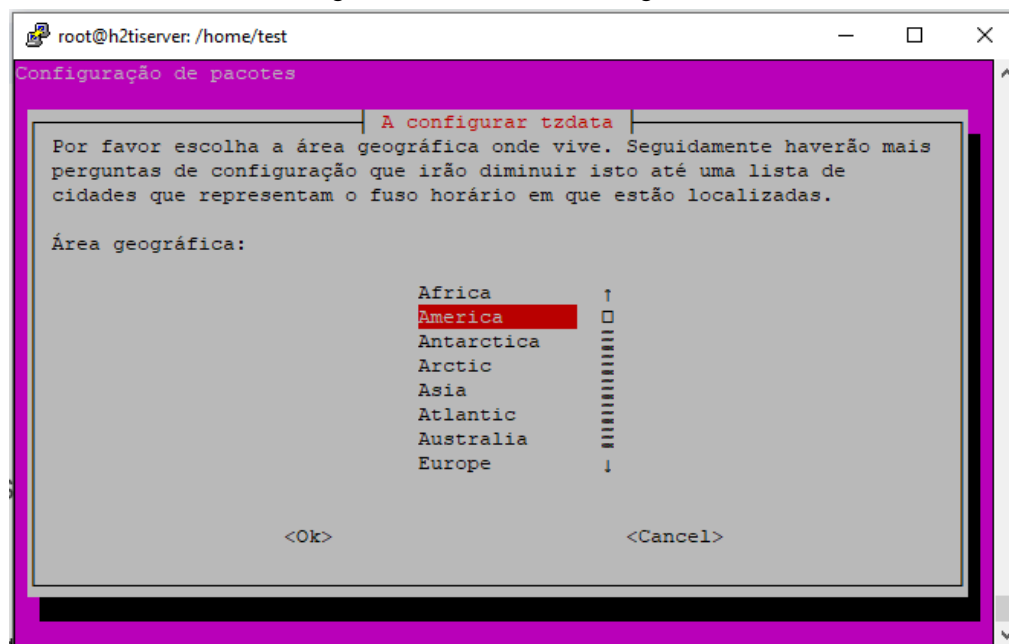 root@h2tiserver: /home/test
Configuração de pacotes
A configurar tzdata
Por favor escolha a área geográfica onde vive. Seguidamente haverão mais
perguntas de configuração que irão diminuir isto até uma lista de
cidades que representam o fuso horário em que estão localizadas.
Área geográfica:
Africa
America
Antarctica
Arctic
Asia
Atlantic
Australia
Europe
<Ok> <Cancel>